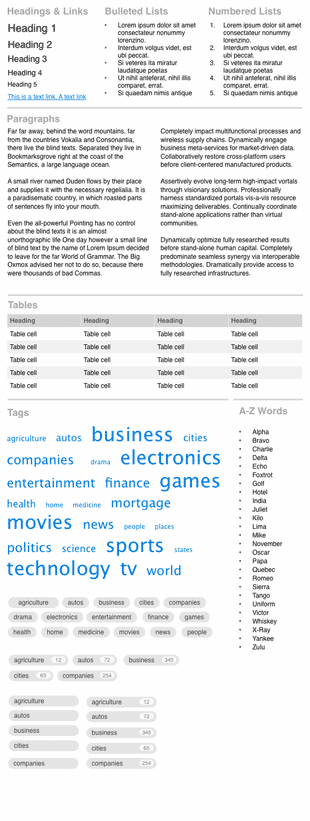 Headings & Links
Heading 1
Heading 2
Heading 3
Heading 4
Heading 5
This is a text link. A text link
Bulleted Lists
• Lorem ipsum dolor sit amet
consectetur nonummy
lorenzino.
• Interdum volgus videt, est
ubi peccat.
• Si veteres ita miratur
laudatque poetas
• Ut nihil anteferat, nihil illis
comparet, errat.
• Si quaedam nimis antique
Numbered Lists
1. Lorem ipsum dolor sit amet
consectetur nonummy
lorenzino.
2. Interdum volgus videt, est
ubi peccat.
3. Si veteres ita miratur
laudatque poetas
4. Ut nihil anteferat, nihil illis
comparet, errat.
5. Si quaedam nimis antique
Paragraphs
Far far away, behind the word mountains, far
from the countries Vokalia and Consonantia,
there live the blind texts. Separated they live in
Bookmarksgrove right at the coast of the
Semantics, a large language ocean.
A small river named Duden flows by their place
and supplies it with the necessary regelialia. It is
a paradisematic country, in which roasted parts
of sentences fly into your mouth.
Even the all-powerful Pointing has no control
about the blind texts it is an almost
unorthographic life One day however a small line
of blind text by the name of Lorem Ipsum decided
to leave for the far World of Grammar. The Big
Oxmox advised her not to do so, because there
were thousands of bad Commas.
Completely impact multifunctional processes and
wireless supply chains. Dynamically engage
business meta-services for market-driven data.
Collaboratively restore cross-platform users
before client-centered manufactured products.
Assertively evolve long-term high-impact vortals
through visionary solutions. Professionally
harness standardized portals vis-a-vis resource
maximizing deliverables. Continually coordinate
stand-alone applications rather than virtual
communities.
Dynamically optimize fully researched results
before stand-alone human capital. Completely
predominate seamless synergy via interoperable
methodologies. Dramatically provide access to
fully researched infrastructures.
Tables
Heading Heading Heading Heading
Table cell Table cell Table cell Table cell
Table cell Table cell Table cell Table cell
Table cell Table cell Table cell Table cell
Table cell Table cell Table cell Table cell
Table cell Table cell Table cell Table cell
Tags
agriculture autos business cities
companies drama electronics
entertainment finance games
health home medicine mortgage
movies news people places
politics science sports states
technology tv world
agriculture autos business cities companies
drama electronics entertainment finance games
health home medicine movies news people
agriculture 12 autos 72 business 345
cities 65 companies 254
agriculture
autos
business
cities
companies
agriculture 12
autos 72
business 345
cities 65
companies 254
A-Z Words
• Alpha
• Bravo
• Charlie
• Delta
• Echo
• Foxtrot
• Golf
• Hotel
• India
• Juliet
• Kilo
• Lima
• Mike
• November
• Oscar
• Papa
• Quebec
• Romeo
• Sierra
• Tango
• Uniform
• Victor
• Whiskey
• X-Ray
• Yankee
• Zulu